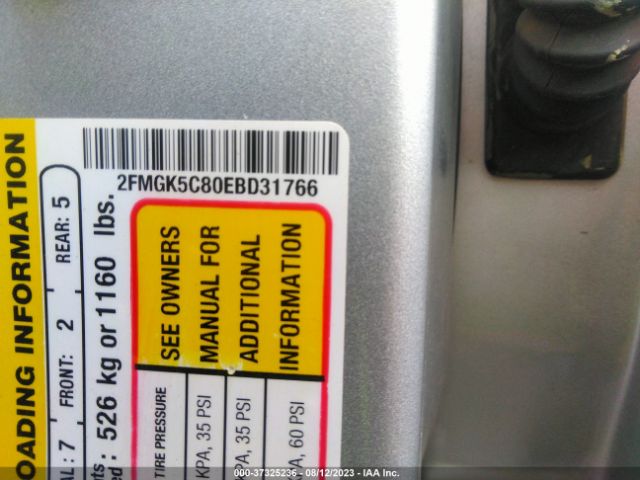 2FMGK5C80EBD31766
OADING INFORMATION
AL : 7 FRONT: 2 REAR: 5
526 kg or 1160 lbs.
SEE OWNERS
MANUAL FOR
ADDITIONAL
INFORMATION
TIRE PRESSURE
KPA, 35 PSI
A, 35 PSI
A, 60 PSI
000-37325236 - 08/12/2023 - IAA Inc.